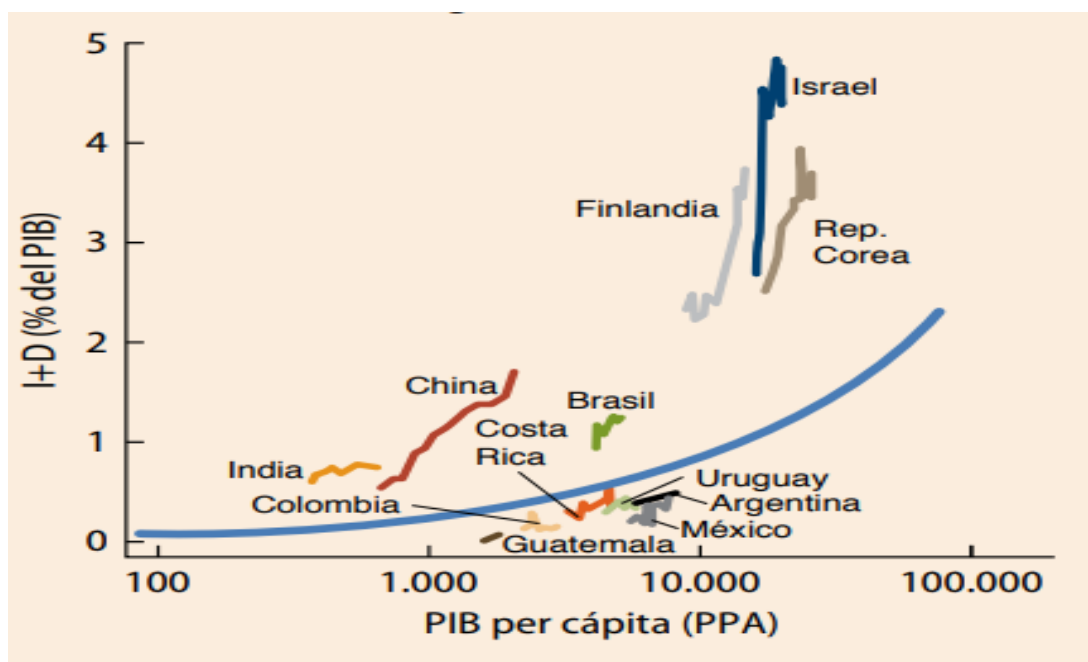 I+D (% del PIB)
5
4
3
2
1
0
Israel
Finlandia
Rep.
Corea
China
Brasil
Costa
Rica
India
Colombia
Uruguay
Argentina
México
Guatemala
100
1.000
10.000
100.000
PIB per cápita (PPA)